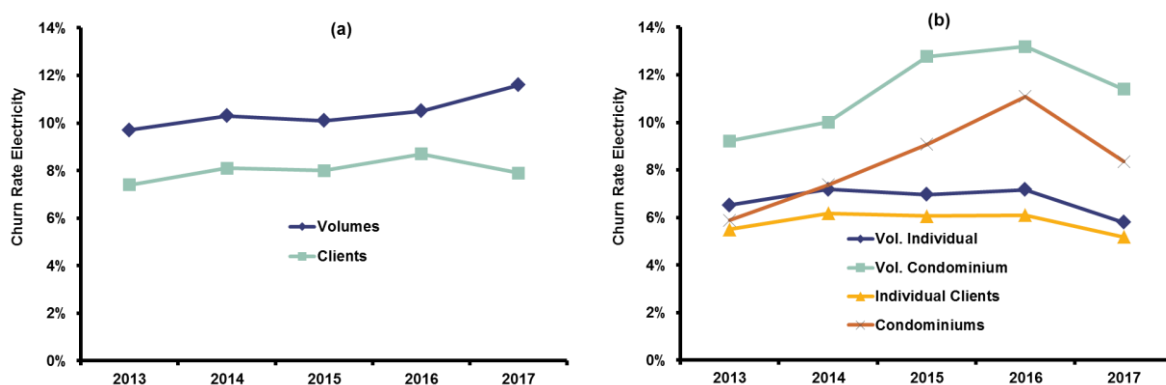 (a)
Churn Rate Electricity
14%
12%
10%
8%
6%
4%
2%
0%
Volumes
Clients
2013 2014 2015 2016 2017
(b)
Churn Rate Electricity
14%
12%
10%
8%
6%
4%
2%
0%
Vol. Individual
Vol. Condominium
Individual Clients
Condominiums
2013 2014 2015 2016 2017